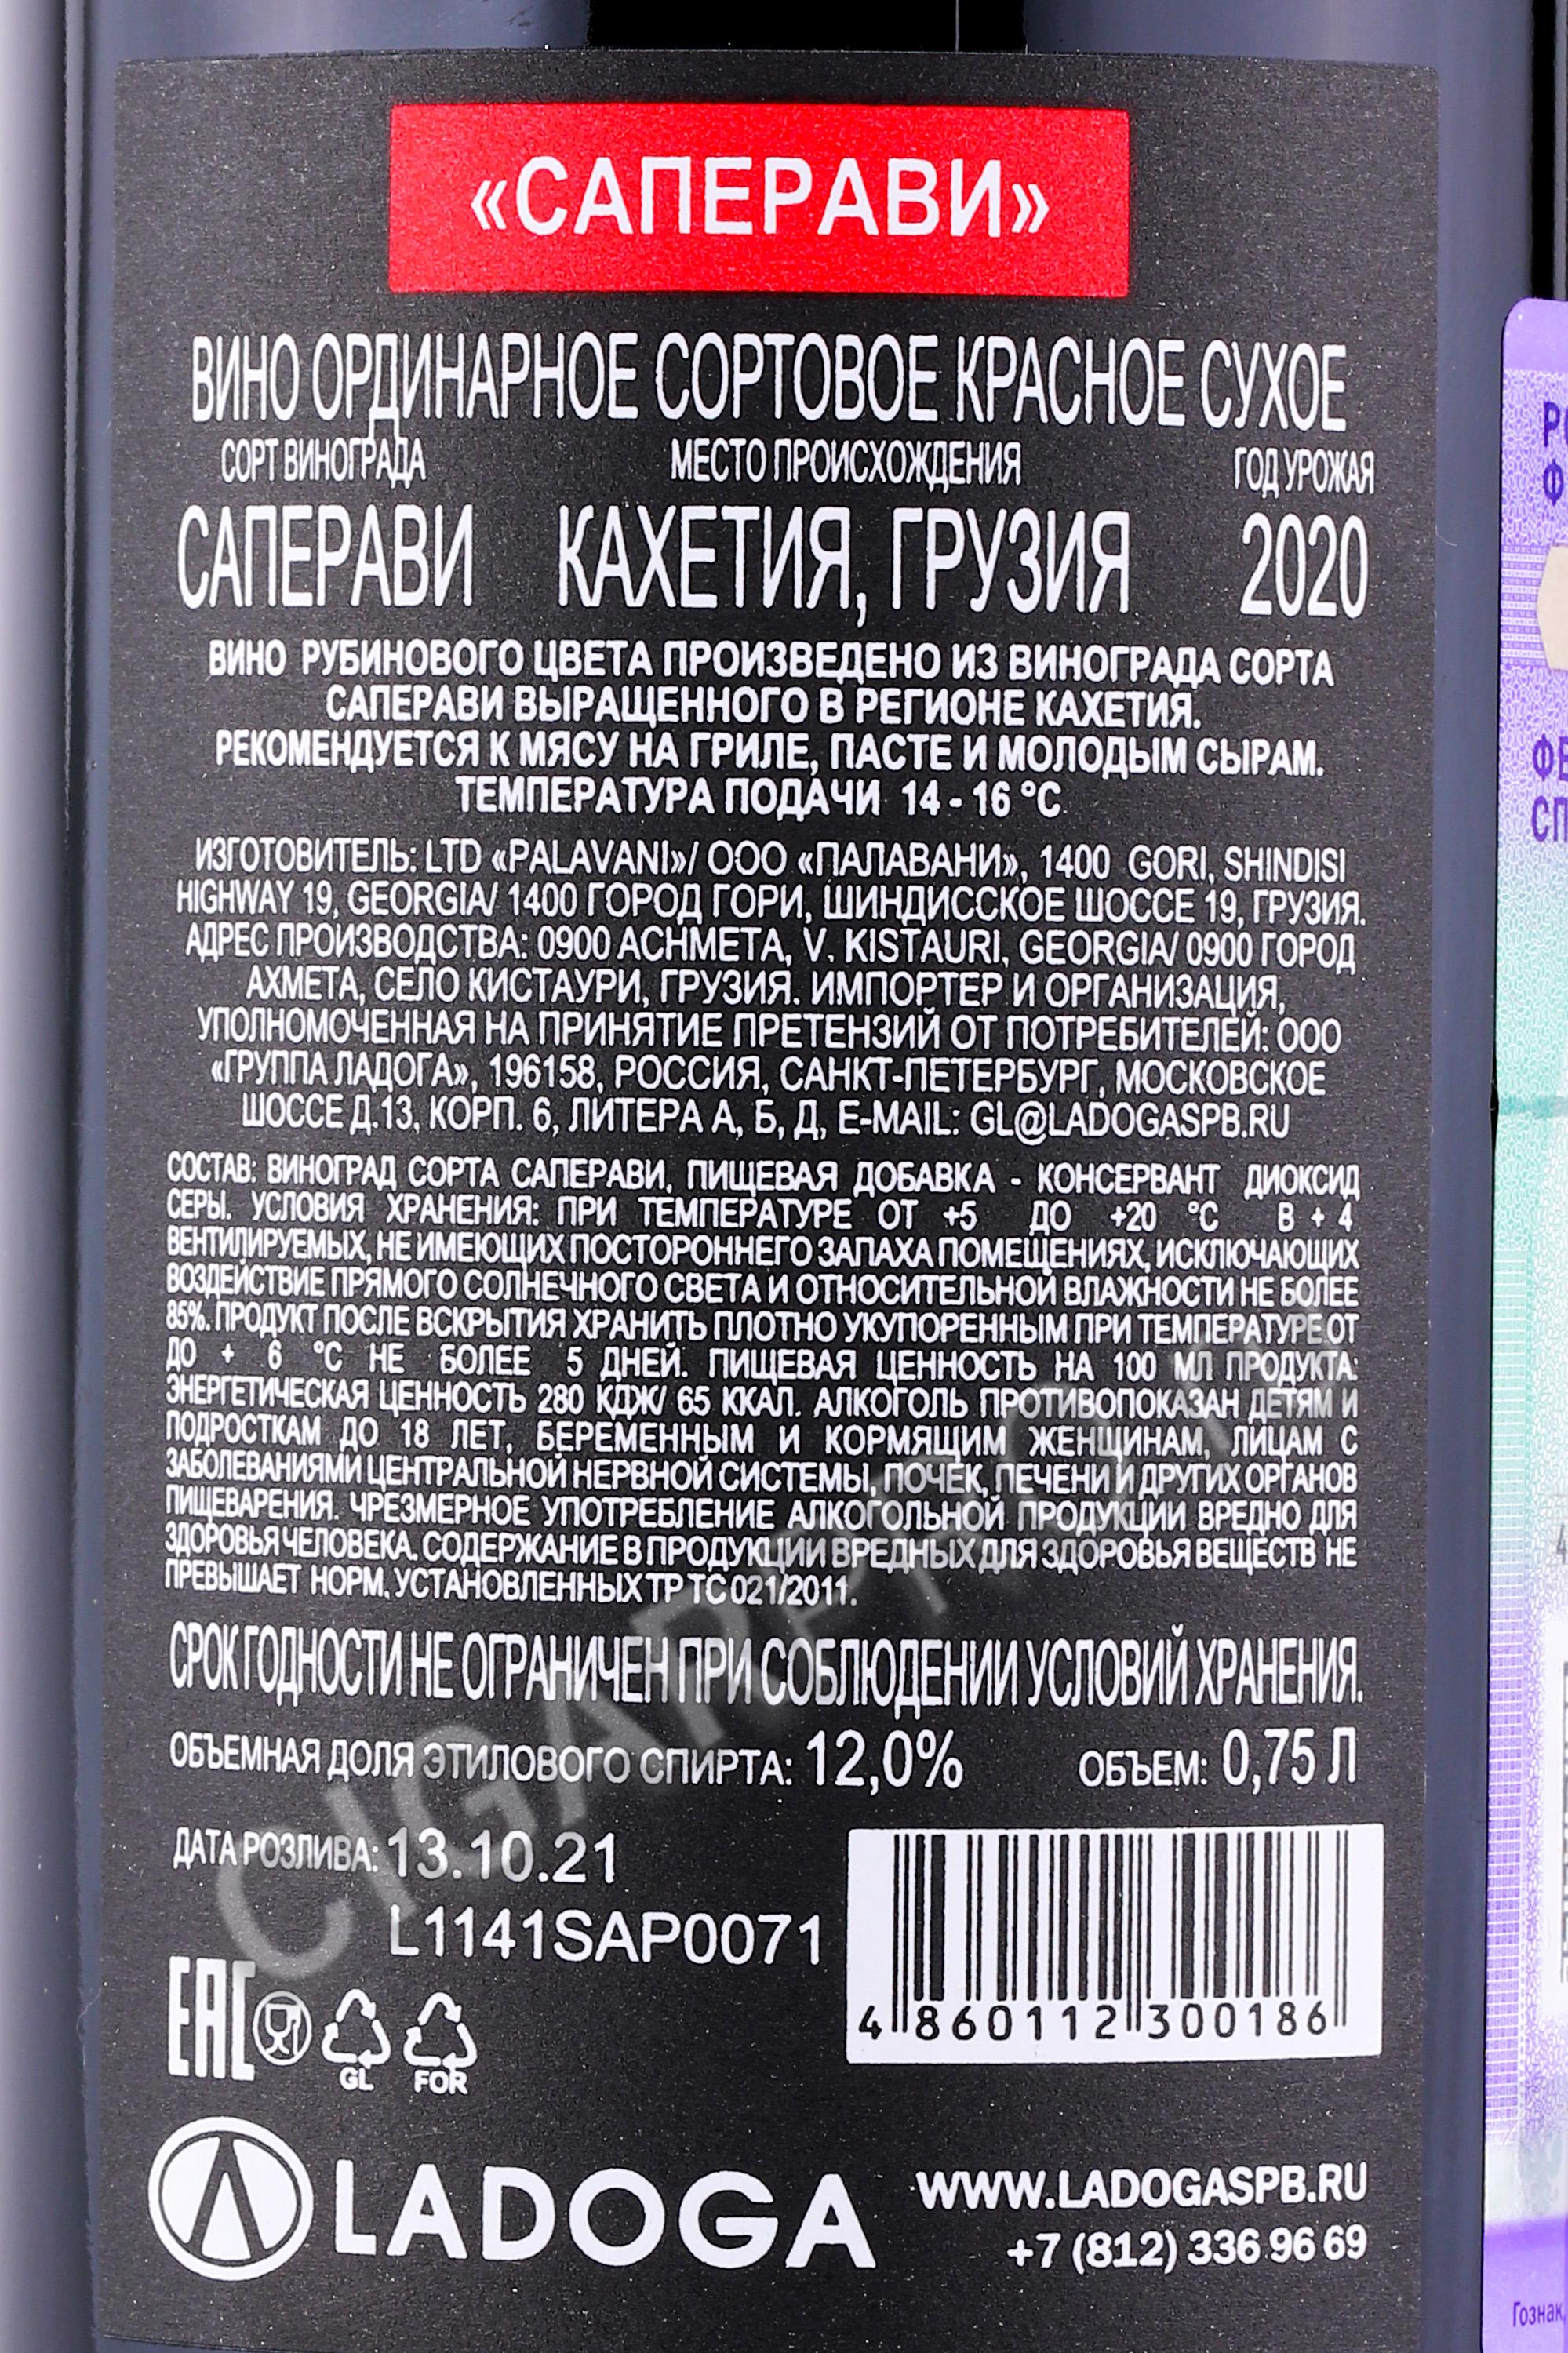 «САПЕРАВИ»
ВИНО ОРДИНАРНОЕ СОРТОВОЕ КРАСНОЕ СУХОЕ
СОРТ ВИНОГРАДА МЕСТО ПРОИСХОЖДЕНИЯ ГОД УРОЖАЯ
САПЕРАВИ КАХЕТИЯ, ГРУЗИЯ 2020
ВИНО РУБИНОВОГО ЦВЕТА ПРОИЗВЕДЕНО ИЗ ВИНОГРАДА СОРТА
САПЕРАВИ ВЫРАЩЕННОГО В РЕГИОНЕ КАХЕТИЯ.
РЕКОМЕНДУЕТСЯ К МЯСУ НА ГРИЛЕ, ПАСТЕ И МОЛОДЫМ СЫРАМ.
ТЕМПЕРАТУРА ПОДАЧИ 14 - 16 °C
ИЗГОТОВИТЕЛЬ: LTD «PALAVANI»/ ООО «ПАЛАВАНИ», 1400 GORI, SHINDISI
HIGHWAY 19, GEORGIA/ 1400 ГОРОД ГОРИ, ШИНДИССКОЕ ШОССЕ 19, ГРУЗИЯ.
АДРЕС ПРОИЗВОДСТВА: 0900 ACHMETA, V. KISTAURI, GEORGIA/ 0900 ГОРОД
АХМЕТА, СЕЛО КИСТАУРИ, ГРУЗИЯ. ИМПОРТЕР И ОРГАНИЗАЦИЯ,
УПОЛНОМОЧЕННАЯ НА ПРИНЯТИЕ ПРЕТЕНЗИЙ ОТ ПОТРЕБИТЕЛЕЙ: ООО
«ГРУППА ЛАДОГА», 196158, РОССИЯ, САНКТ-ПЕТЕРБУРГ, МОСКОВСКОЕ
ШОССЕ Д.13, КОРП. 6, ЛИТЕРА А, Б, Д, E-MAIL: GL@LADOGASPB.RU
СОСТАВ: ВИНОГРАД СОРТА САПЕРАВИ, ПИЩЕВАЯ ДОБАВКА - КОНСЕРВАНТ ДИОКСИД
СЕРЫ. УСЛОВИЯ ХРАНЕНИЯ: ПРИ ТЕМПЕРАТУРЕ ОТ +5 ДО +20 °C В + 4
ВЕНТИЛИРУЕМЫХ, НЕ ИМЕЮЩИХ ПОСТОРОННЕГО ЗАПАХА ПОМЕЩЕНИЯХ, ИСКЛЮЧАЮЩИХ
ВОЗДЕЙСТВИЕ ПРЯМОГО СОЛНЕЧНОГО СВЕТА И ОТНОСИТЕЛЬНОЙ ВЛАЖНОСТИ НЕ БОЛЕЕ
85%. ПРОДУКТ ПОСЛЕ ВСКРЫТИЯ ХРАНИТЬ ПЛОТНО УКУПОРЕННЫМ ПРИ ТЕМПЕРАТУРЕ ОТ
ДО + 6 °C НЕ БОЛЕЕ 5 ДНЕЙ. ПИЩЕВАЯ ЦЕННОСТЬ НА 100 МЛ ПРОДУКТА:
ЭНЕРГЕТИЧЕСКАЯ ЦЕННОСТЬ 280 КДЖ/ 65 ККАЛ. АЛКОГОЛЬ ПРОТИВОПОКАЗАН ДЕТЯМ И
ПОДРОСТКАМ ДО 18 ЛЕТ, БЕРЕМЕННЫМ И КОРМЯЩИМ ЖЕНЩИНАМ, ЛИЦАМ С
ЗАБОЛЕВАНИЯМИ ЦЕНТРАЛЬНОЙ НЕРВНОЙ СИСТЕМЫ, ПОЧЕК, ПЕЧЕНИ И ДРУГИХ ОРГАНОВ
ПИЩЕВАРЕНИЯ. ЧРЕЗМЕРНОЕ УПОТРЕБЛЕНИЕ АЛКОГОЛЬНОЙ ПРОДУКЦИИ ВРЕДНО ДЛЯ
ЗДОРОВЬЯ ЧЕЛОВЕКА. СОДЕРЖАНИЕ В ПРОДУКЦИИ ВРЕДНЫХ ДЛЯ ЗДОРОВЬЯ ВЕЩЕСТВ НЕ
ПРЕВЫШАЕТ НОРМ, УСТАНОВЛЕННЫХ ТР ТС 021/2011.
СРОК ГОДНОСТИ НЕ ОГРАНИЧЕН ПРИ СОБЛЮДЕНИИ УСЛОВИЙ ХРАНЕНИЯ.
ОБЪЕМНАЯ ДОЛЯ ЭТИЛОВОГО СПИРТА: 12,0% ОБЪЕМ: 0,75 Л
ДАТА РОЗЛИВА: 13.10.21
L1141SAP0071
4 860112 300186
EAC
GL FOR
LADOGA
WWW.LADOGASPB.RU
+7 (812) 336 96 69
Гознак,